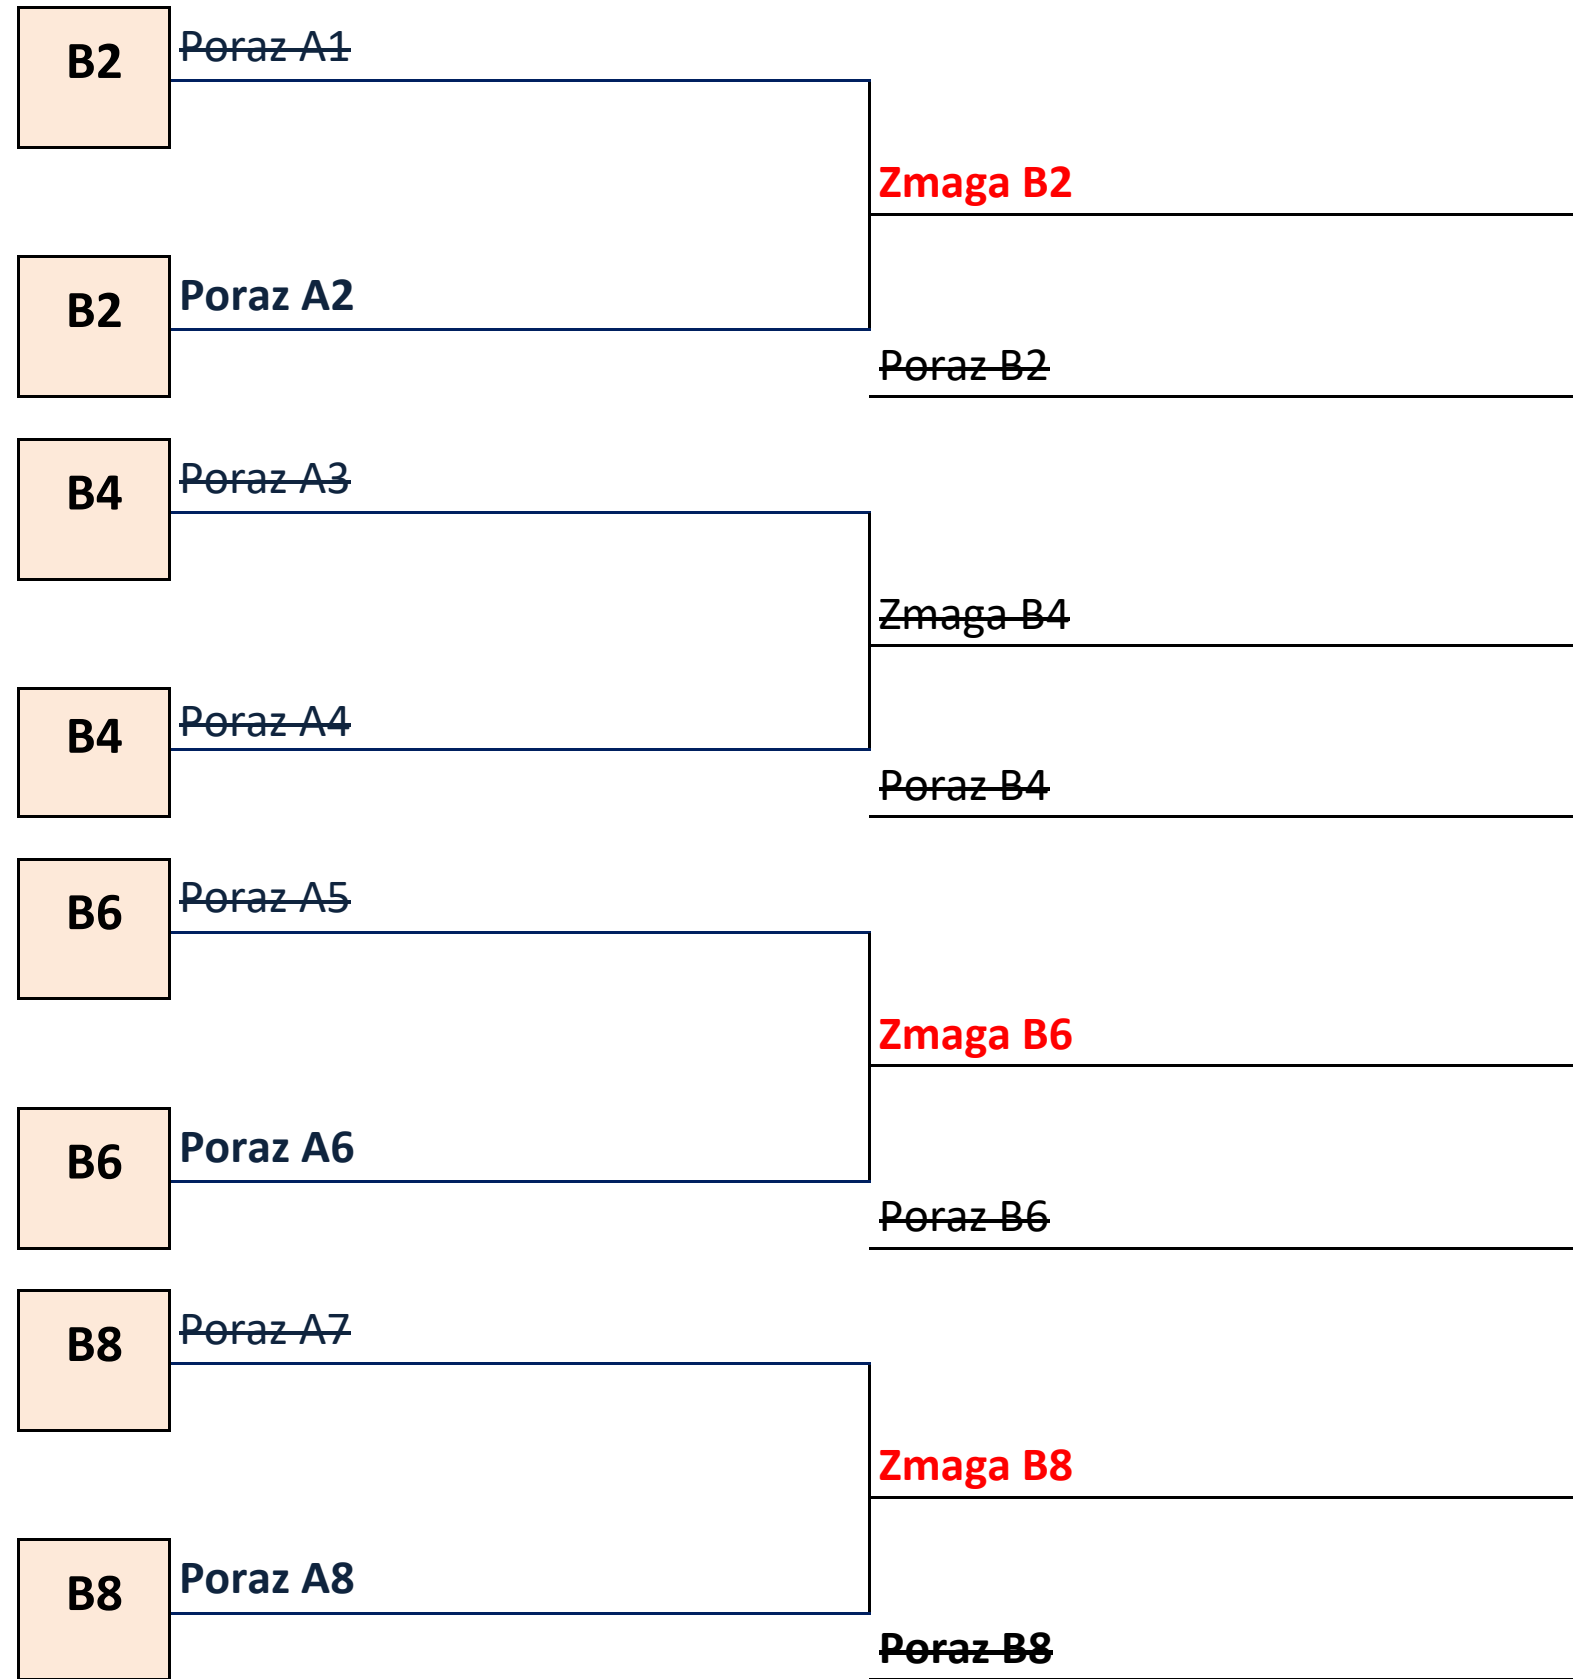 B2
Poraz A1
Zmaga B2
B2
Poraz A2
Poraz B2
B4
Poraz A3
Zmaga B4
B4
Poraz A4
Poraz B4
B6
Poraz A5
Zmaga B6
B6
Poraz A6
Poraz B6
B8
Poraz A7
Zmaga B8
B8
Poraz A8
Poraz B8